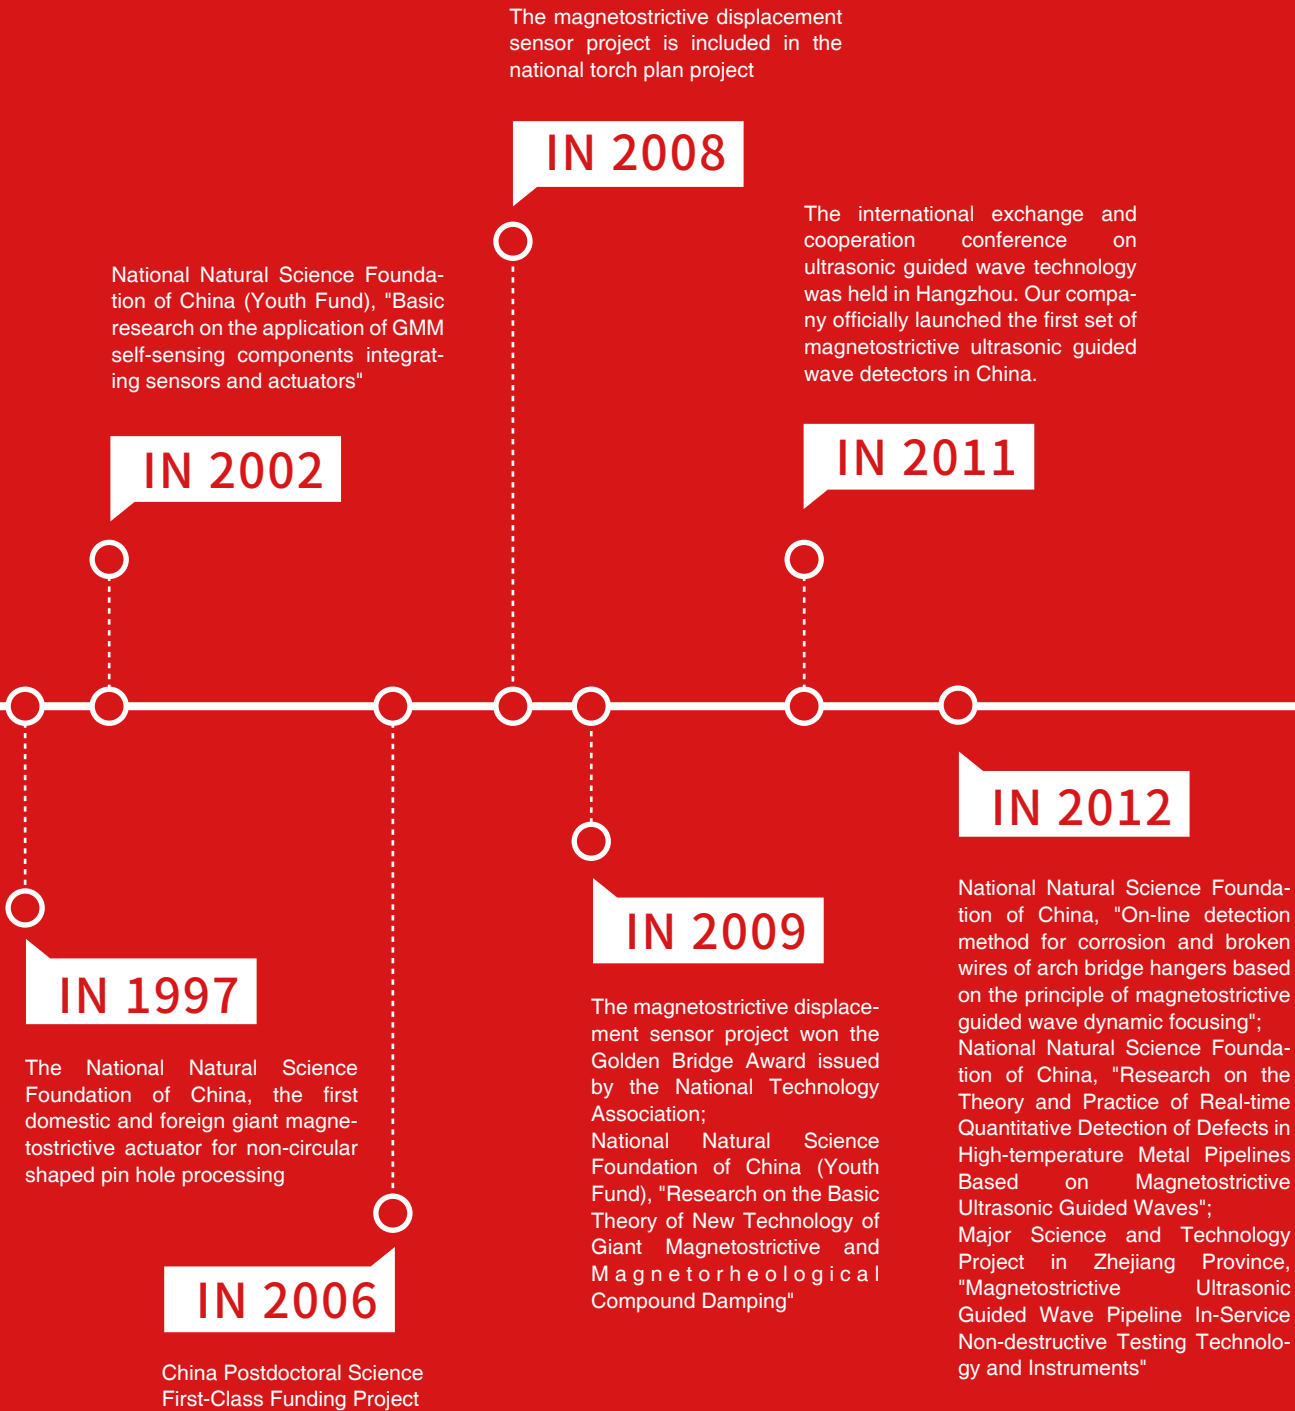 The magnetostrictive displacement
sensor project is included in the
national torch plan project
IN 2008
The international exchange and
cooperation conference on
ultrasonic guided wave technology
was held in Hangzhou. Our compa-
ny officially launched the first set of
magnetostrictive ultrasonic guided
wave detectors in China.
IN 2011
National Natural Science Founda-
tion of China (Youth Fund), "Basic
research on the application of GMM
self-sensing components integrat-
ing sensors and actuators"
IN 2002
IN 1997
The National Natural Science
Foundation of China, the first
domestic and foreign giant magne-
tostrictive actuator for non-circular
shaped pin hole processing
IN 2006
China Postdoctoral Science
First-Class Funding Project
IN 2009
The magnetostrictive displace-
ment sensor project won the
Golden Bridge Award issued
by the National Technology
Association;
National Natural Science
Foundation of China (Youth
Fund), "Research on the Basic
Theory of New Technology of
Giant Magnetostrictive and
Magnetorheological
Compound Damping"
IN 2012
National Natural Science Founda-
tion of China, "On-line detection
method for corrosion and broken
wires of arch bridge hangers based
on the principle of magnetostrictive
guided wave dynamic focusing";
National Natural Science Founda-
tion of China, "Research on the
Theory and Practice of Real-time
Quantitative Detection of Defects in
High-temperature Metal Pipelines
Based on Magnetostrictive
Ultrasonic Guided Waves";
Major Science and Technology
Project in Zhejiang Province,
"Magnetostrictive Ultrasonic
Guided Wave Pipeline In-Service
Non-destructive Testing Technolo-
gy and Instruments"